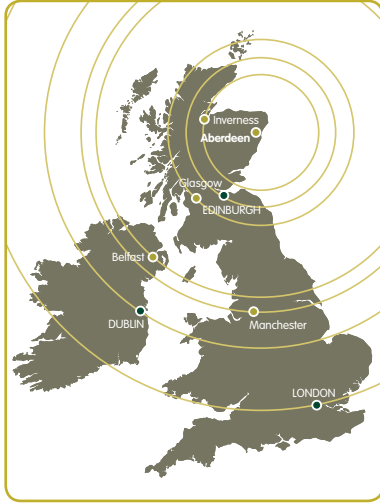 Inverness
Aberdeen
Glasgow
EDINBURGH
Belfast
DUBLIN
Manchester
LONDON